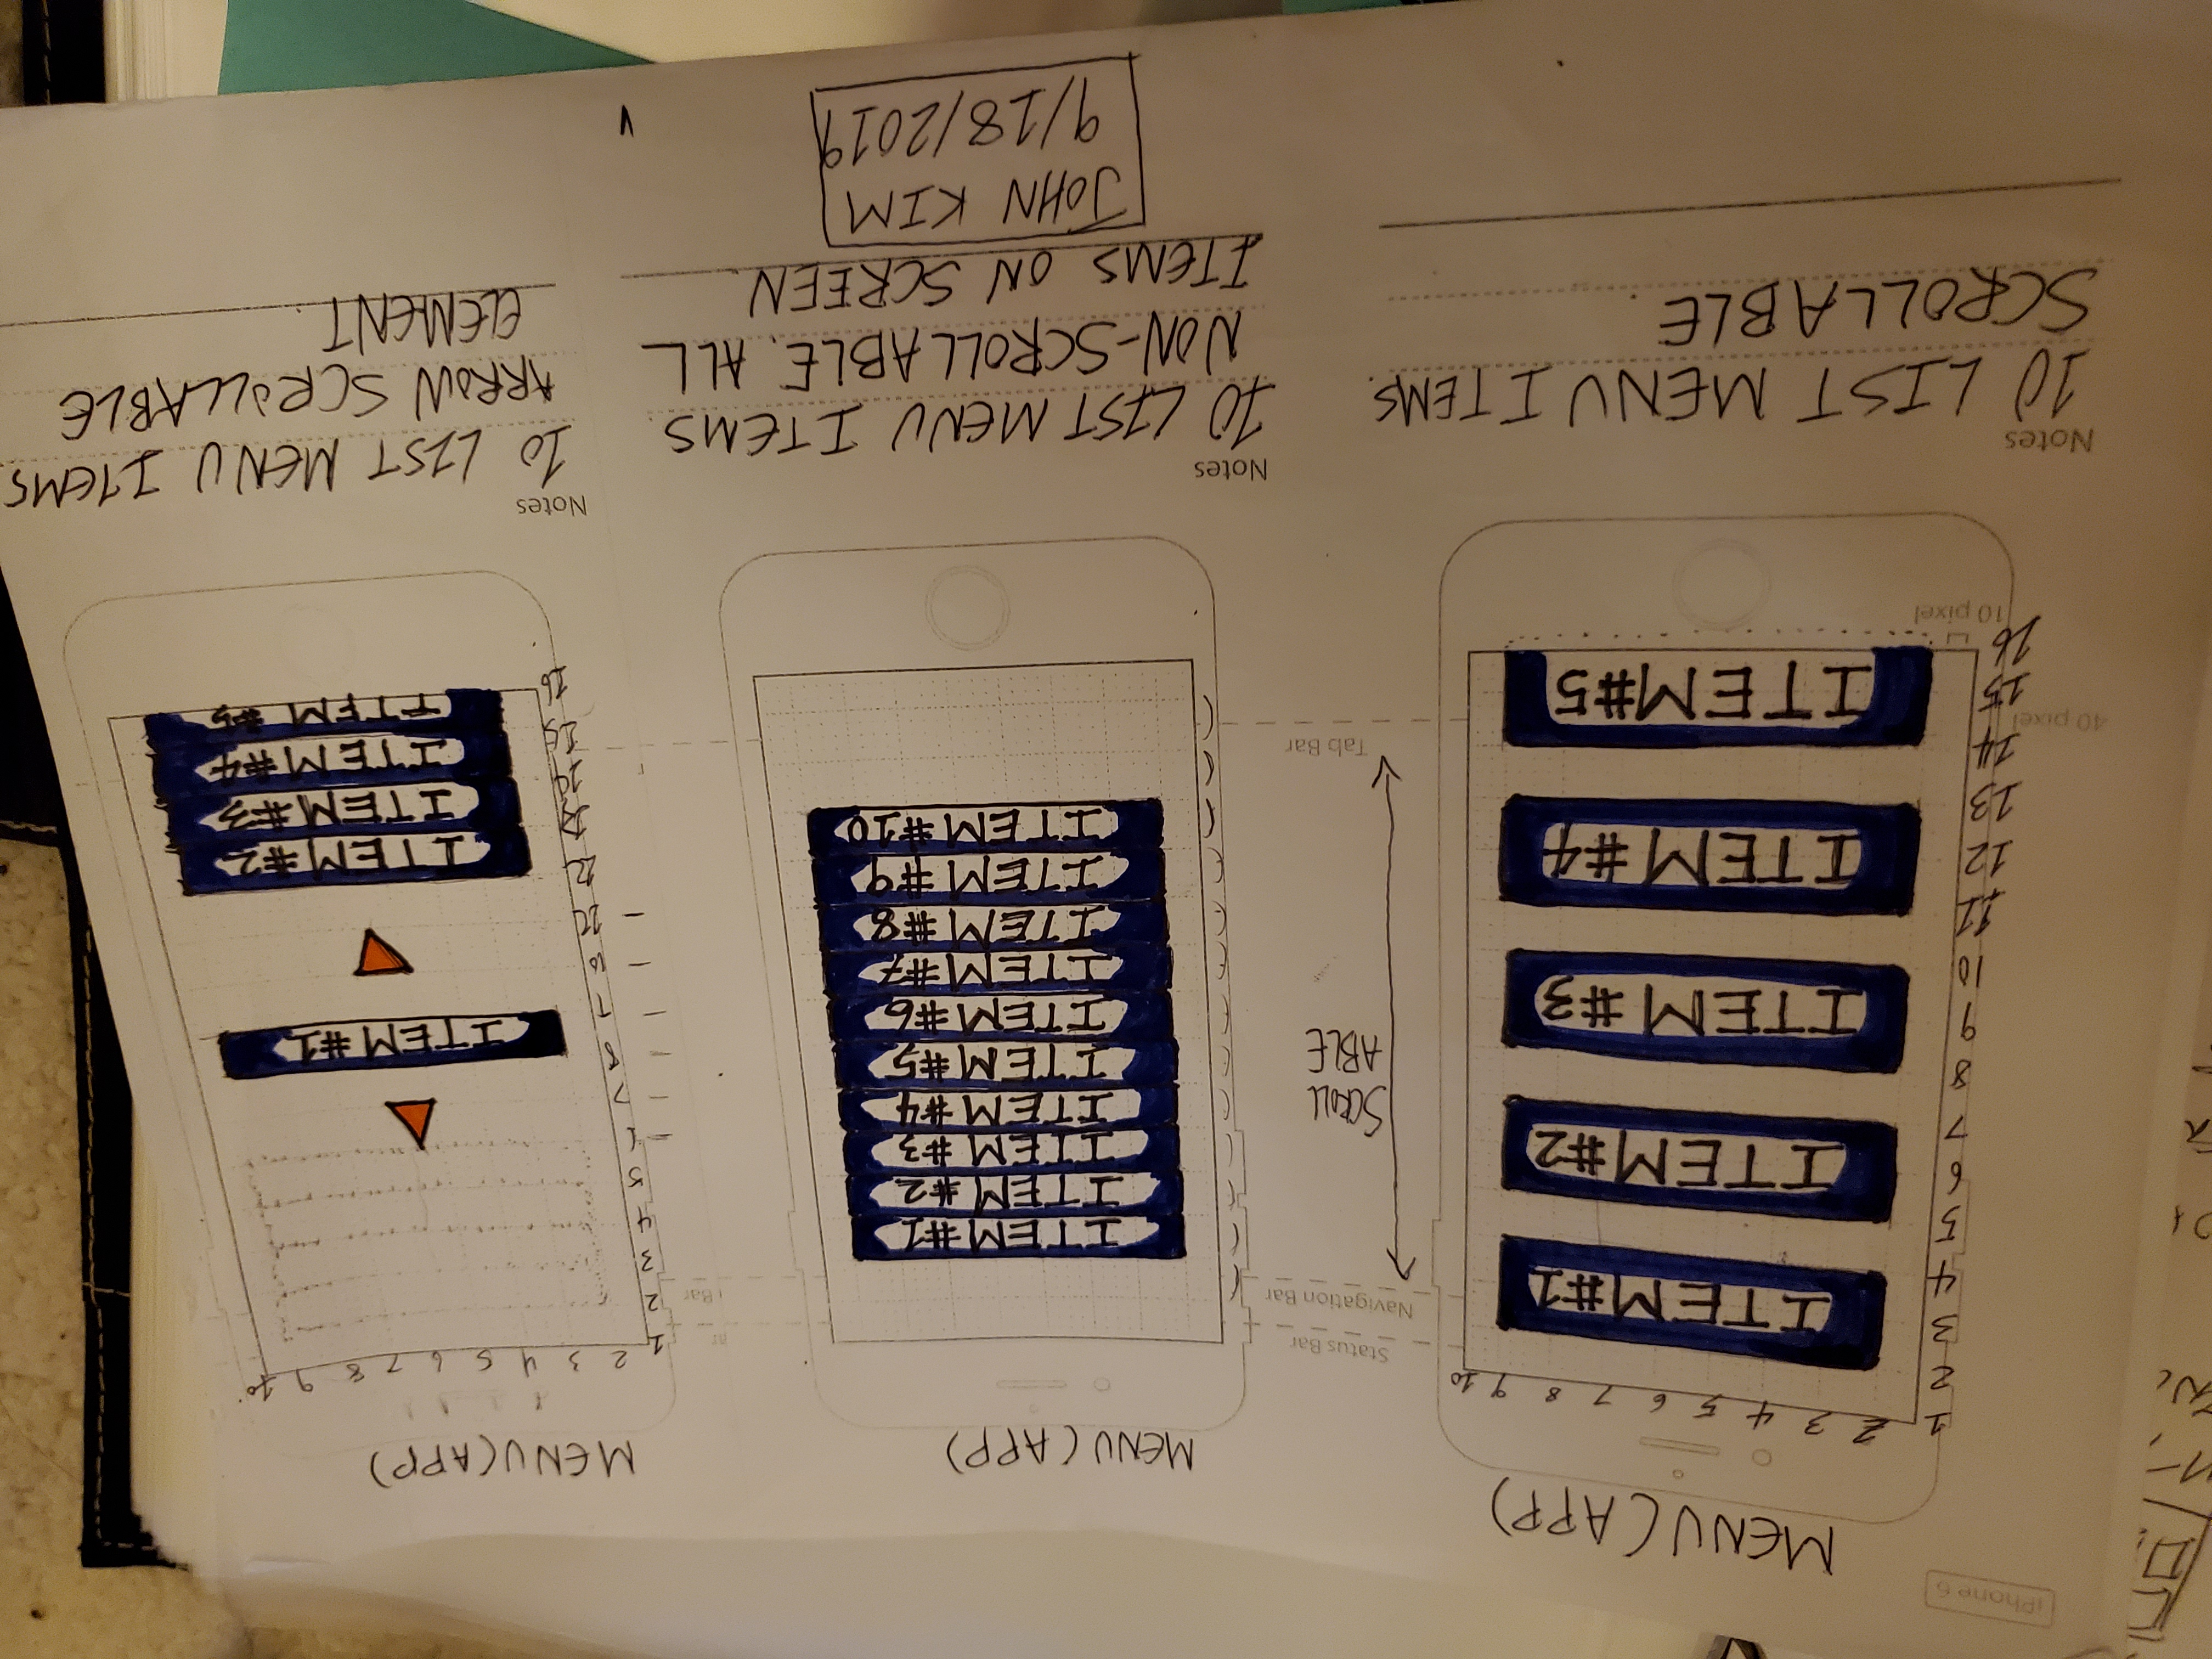 iPhone 6
MENU (APP)
1 2 3 4 5 6 7 8 9 10
2
3
4
5
6
7
8
9
10
11
12
13
14
15
16
ITEM #1
ITEM #2
ITEM #3
ITEM #4
ITEM #5
40 pixel
10 pixel
Status Bar
Navigation Bar
SCROLL
ABLE
Tab Bar
Notes
10 LIST MENU ITEMS.
SCROLLABLE.
MENU (APP)
ITEM #1
ITEM #2
ITEM #3
ITEM #4
ITEM #5
ITEM #6
ITEM #7
ITEM #8
ITEM #9
ITEM #10
Notes
10 LIST MENU ITEMS.
NON-SCROLLABLE. ALL
ITEMS ON SCREEN.
JOHN KIM
9/18/2019
MENU (APP)
1 2 3 4 5 6 7 8 9 10
2
3
4
5
7
8
10
Bar
14
15
16
ITEM #1
ITEM #2
ITEM #3
ITEM #4
ITEM #5
Notes
10 LIST MENU ITEMS.
ARROW SCROLLABLE
ELEMENT.